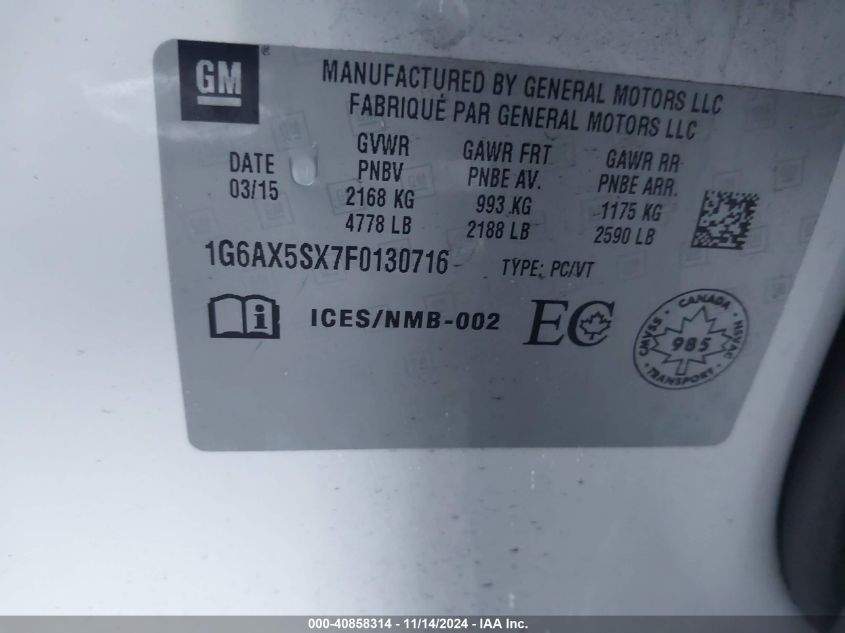 GM ®
MANUFACTURED BY GENERAL MOTORS LLC
FABRIQUÉ PAR GENERAL MOTORS LLC
DATE
03/15
GVWR
PNBV
2168 KG
4778 LB
GAWR FRT
PNBE AV.
993 KG
2188 LB
GAWR RR
PNBE ARR.
1175 KG
2590 LB
1G6AX5SX7F0130716
TYPE: PC/VT
i
ICES/NMB-002
EC
CANADA
CMVSS
NSVAC
985
TRANSPORT
000-40858314 - 11/14/2024 - IAA Inc.